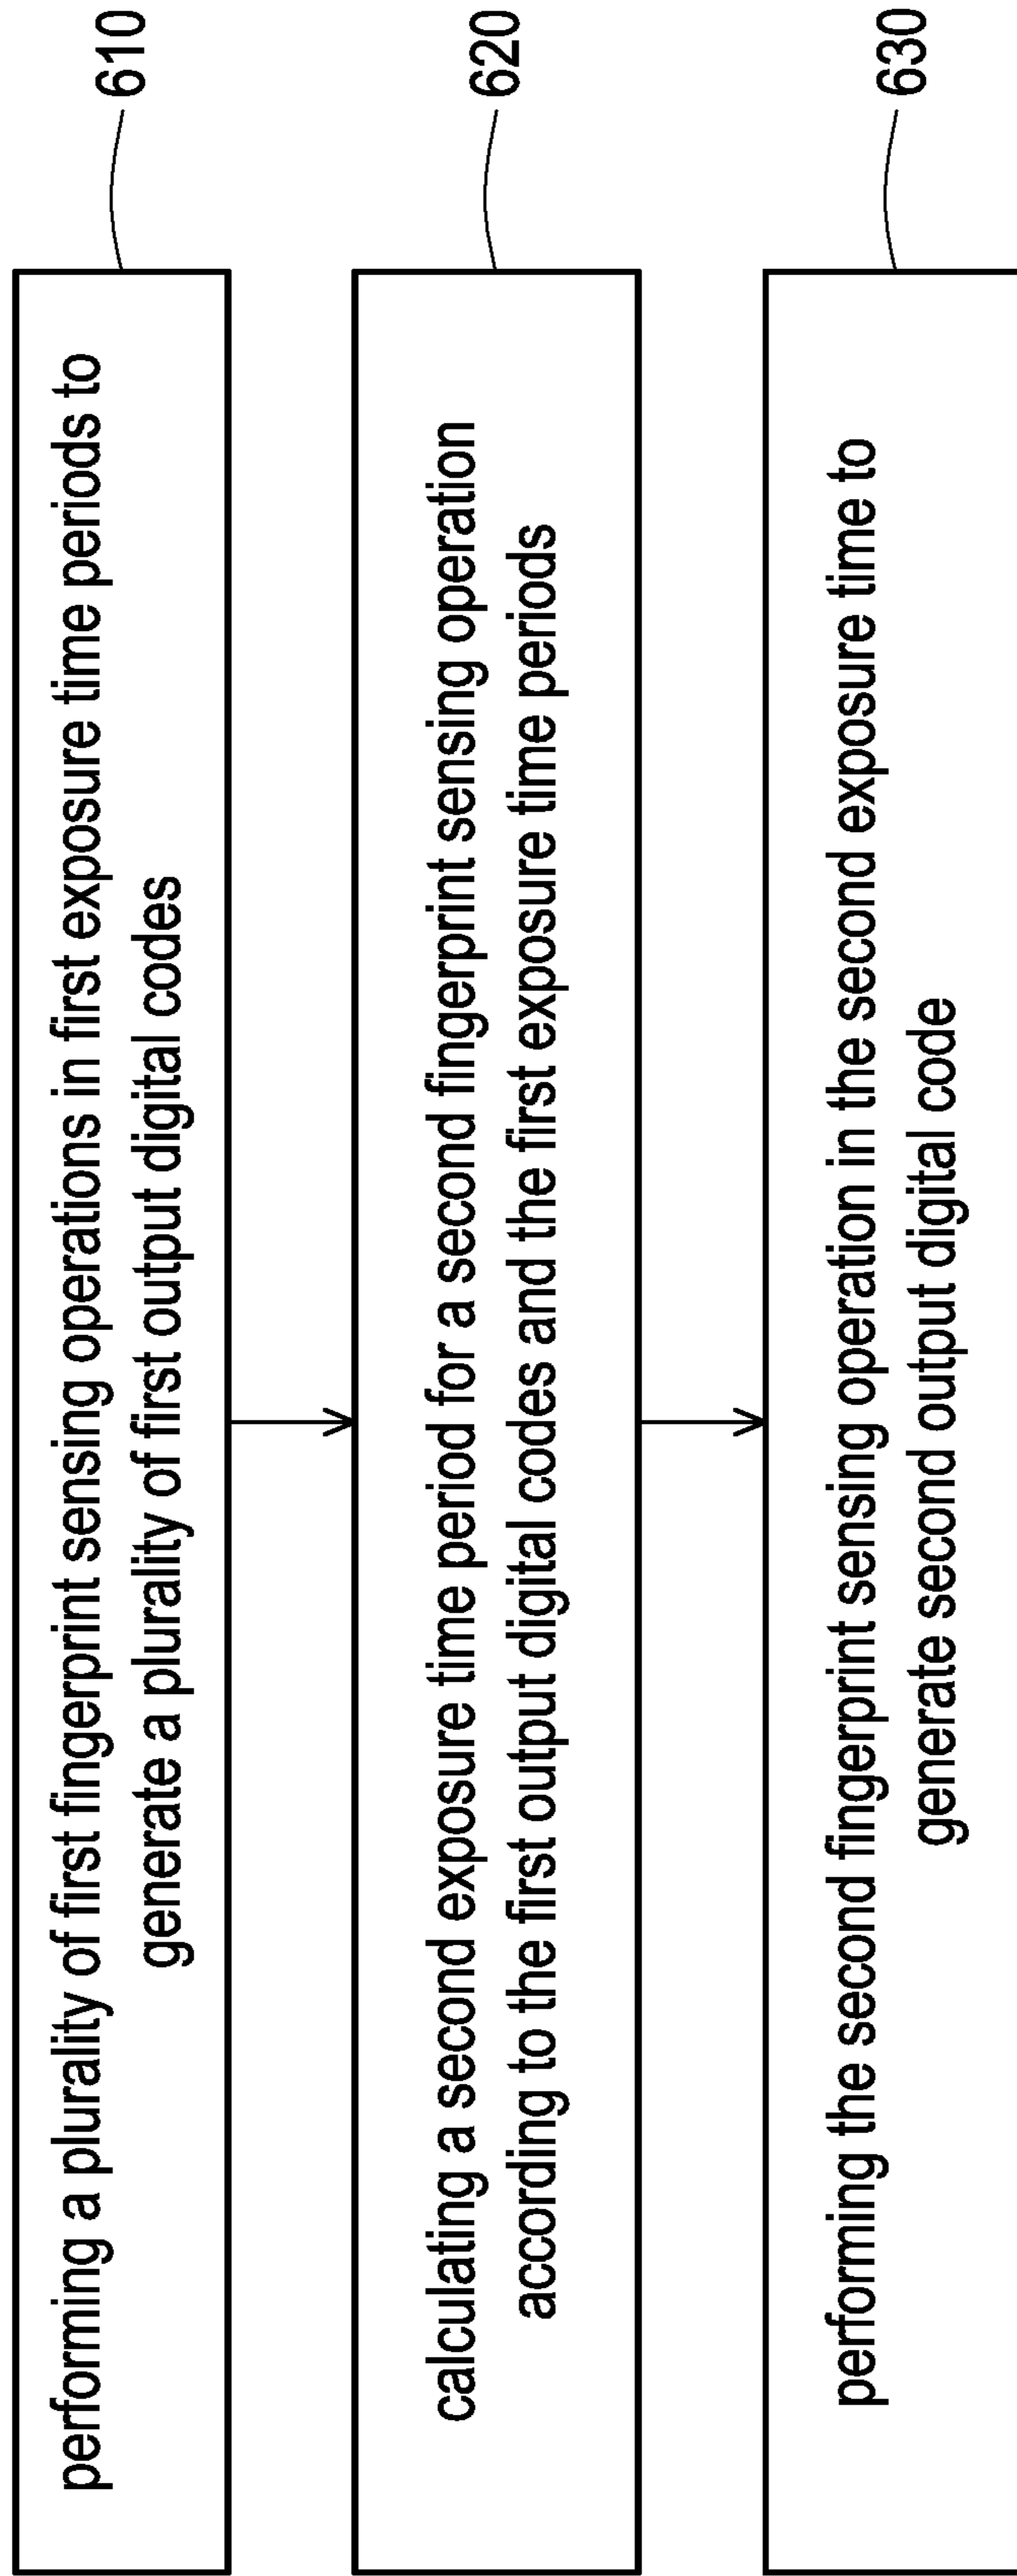 performing a plurality of first fingerprint sensing operations in first exposure time periods to
generate a plurality of first output digital codes
610
calculating a second exposure time period for a second fingerprint sensing operation
according to the first output digital codes and the first exposure time periods
620
performing the second fingerprint sensing operation in the second exposure time to
generate second output digital code
630